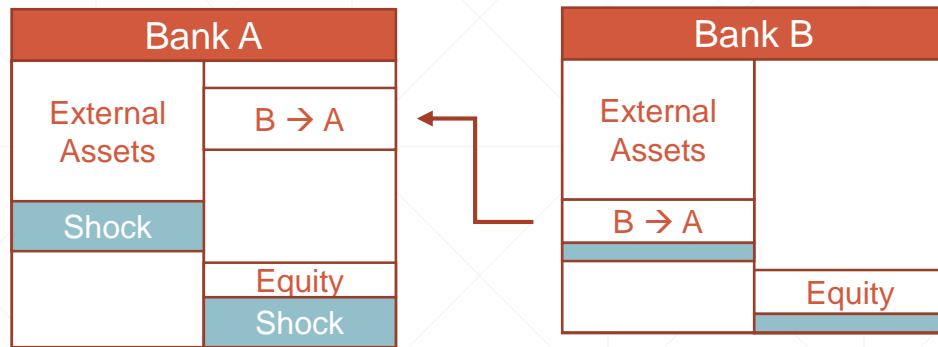 Bank A
External
Assets
B → A
Shock
Equity
Shock
Bank B
External
Assets
B → A
Equity